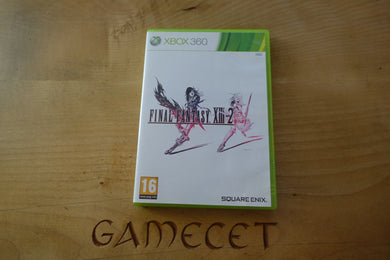 XBOX 360
FINAL FANTASY XIII-2
16
SQUARE ENIX.
GAMECET